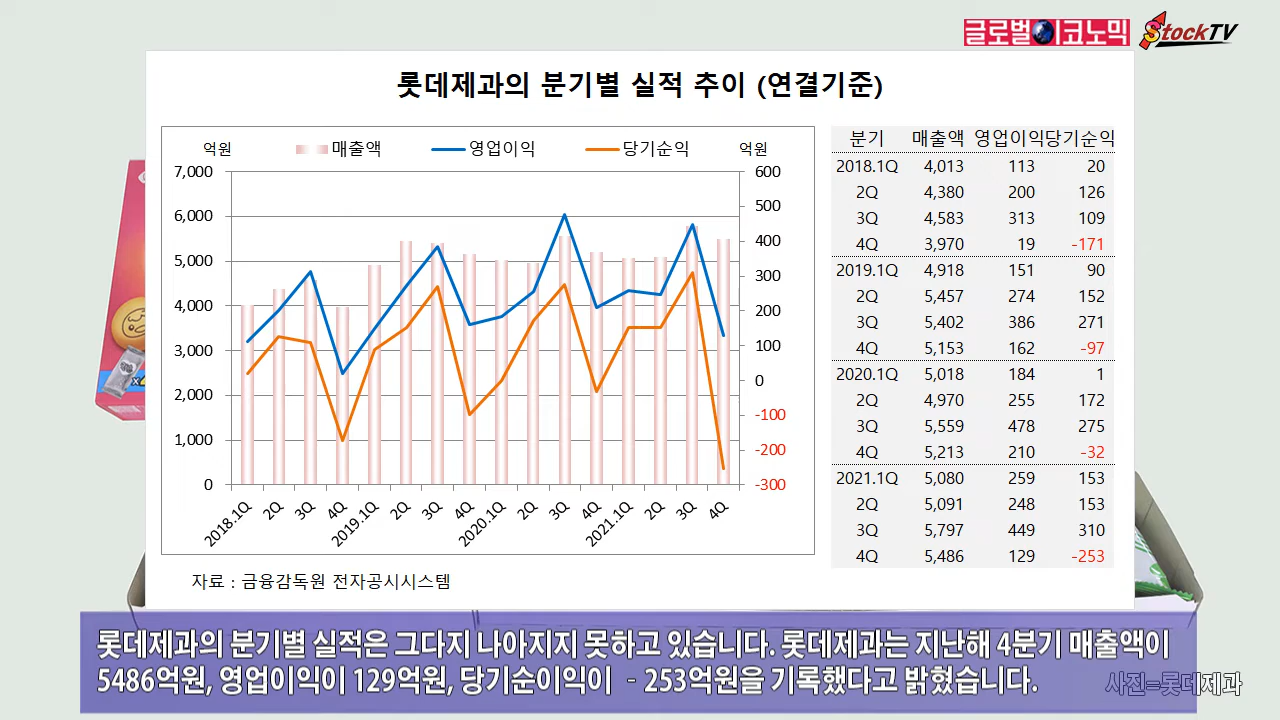 글로벌이코노믹 StockTV
롯데제과의 분기별 실적 추이 (연결기준)
억원 매출액 영업이익 당기순익 억원
7,000
6,000
5,000
4,000
3,000
2,000
1,000
0
600
500
400
300
200
100
0
-100
-200
-300
2018.1Q 2Q 3Q 4Q 2019.1Q 2Q 3Q 4Q 2020.1Q 2Q 3Q 4Q 2021.1Q 2Q 3Q 4Q
자료 : 금융감독원 전자공시시스템
분기 매출액 영업이익 당기순익
2018.1Q 4,013 113 20
2Q 4,380 200 126
3Q 4,583 313 109
4Q 3,970 19 -171
2019.1Q 4,918 151 90
2Q 5,457 274 152
3Q 5,402 386 271
4Q 5,153 162 -97
2020.1Q 5,018 184 1
2Q 4,970 255 172
3Q 5,559 478 275
4Q 5,213 210 -32
2021.1Q 5,080 259 153
2Q 5,091 248 153
3Q 5,797 449 310
4Q 5,486 129 -253
롯데제과의 분기별 실적은 그다지 나아지지 못하고 있습니다. 롯데제과는 지난해 4분기 매출액이
5486억원, 영업이익이 129억원, 당기순이익이 -253억원을 기록했다고 밝혔습니다.
사진=롯데제과